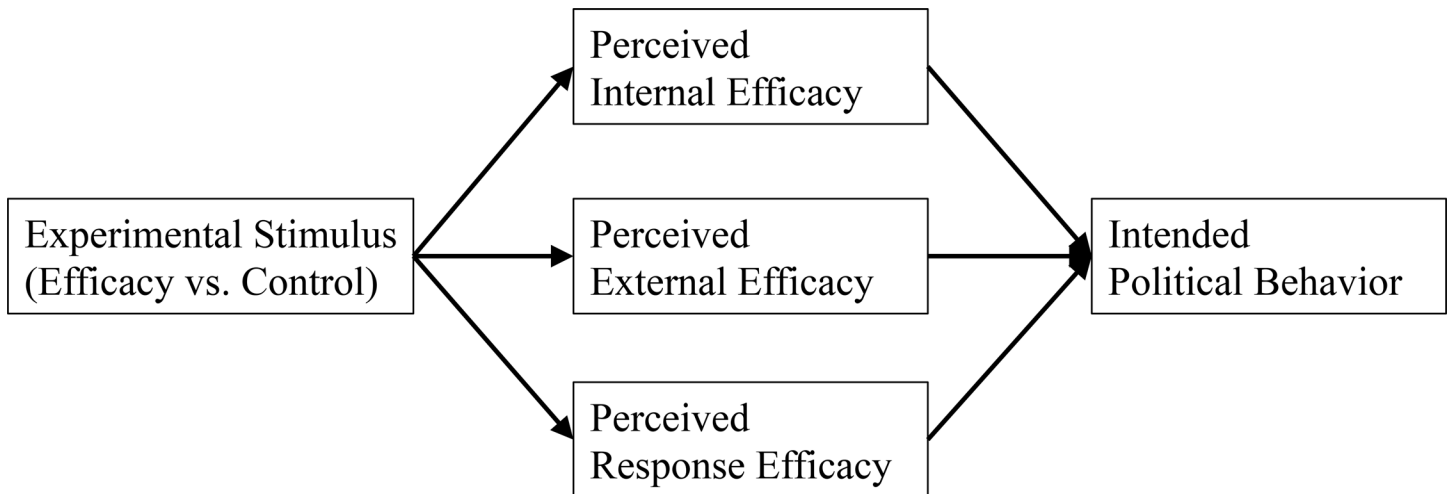 Perceived
Internal Efficacy
Experimental Stimulus
(Efficacy vs. Control)
Perceived
External Efficacy
Intended
Political Behavior
Perceived
Response Efficacy